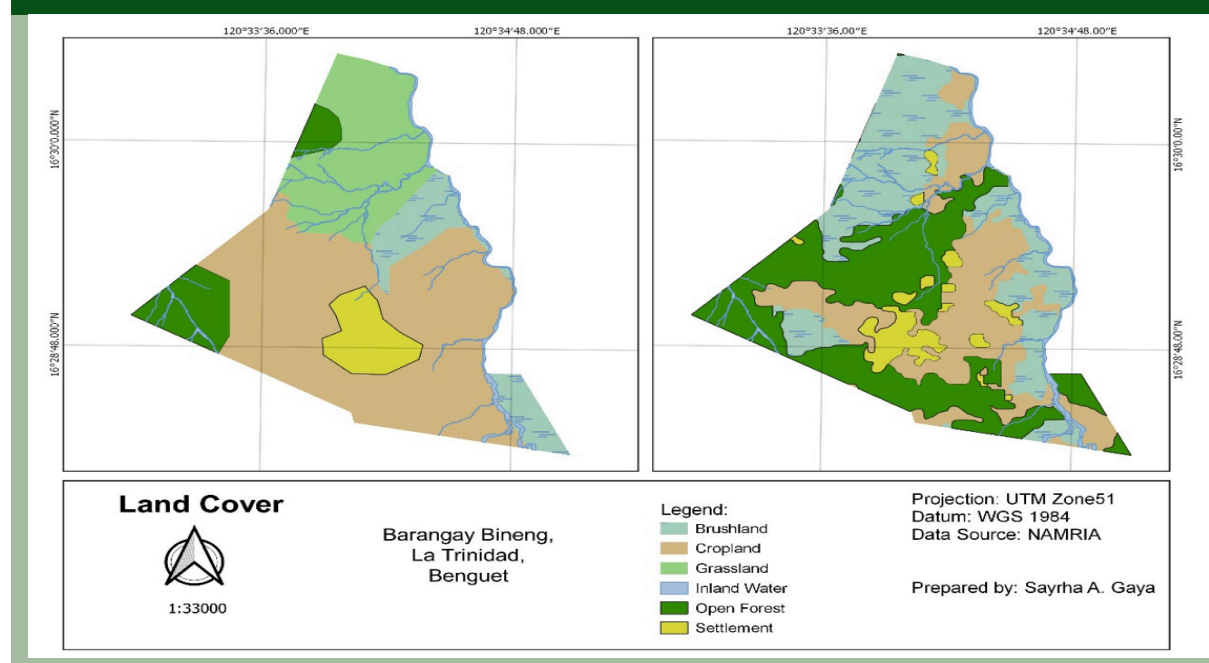 120°33'36.000"E
120°34'48.000"E
120°33'36.00"E
120°34'48.00"E
16°30'0.000"N
16°28'48.000"N
16°30'0.00"N
16°28'48.00"N
Land Cover
1:33000
Barangay Bineng,
La Trinidad,
Benguet
Legend:
Brushland
Cropland
Grassland
Inland Water
Open Forest
Settlement
Projection: UTM Zone51
Datum: WGS 1984
Data Source: NAMRIA
Prepared by: Sayrha A. Gaya